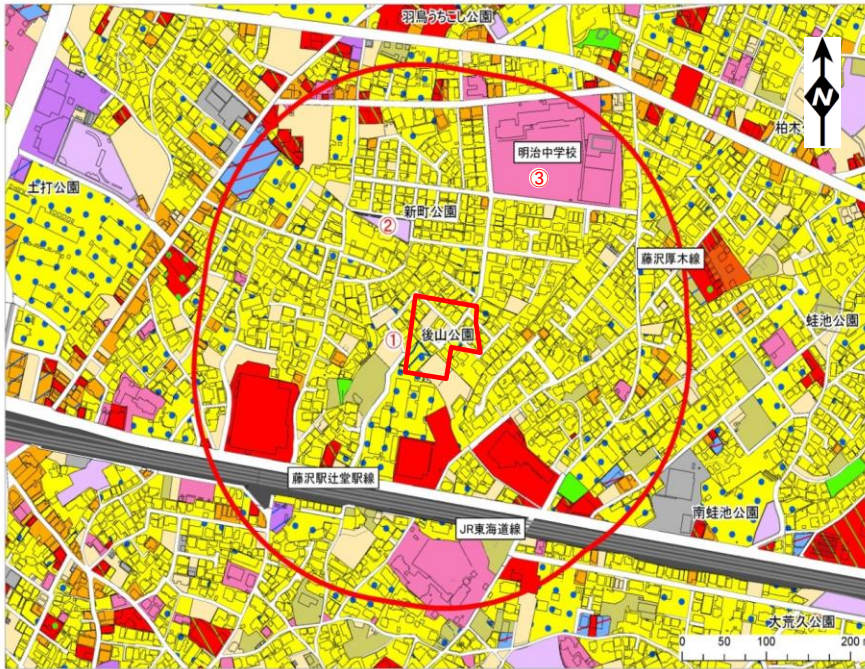 羽鳥うちこし公園
N
柏木
明治中学校
③
土打公園
新町公園
②
藤沢厚木線
蛙池公園
①
後山公園
藤沢駅辻堂駅線
南蛙池公園
JR東海道線
大荒久公園
0 50 100 200